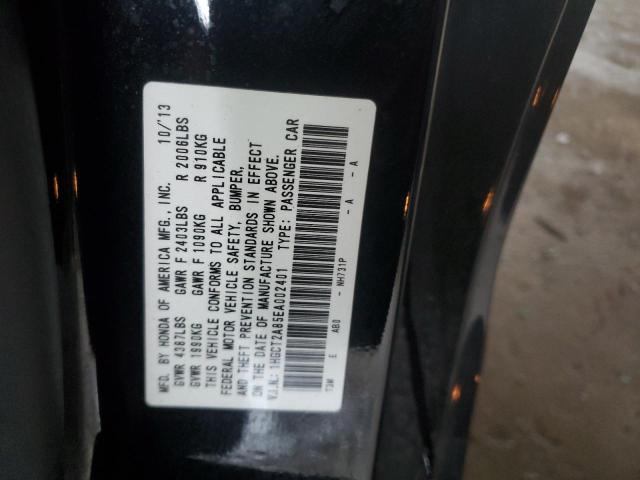 MFD. BY HONDA OF AMERICA MFG., INC. 10/'13
GVWR 4387LBS GAWR F 2403LBS R 2006LBS
GVWR 1990KG GAWR F 1090KG R 910KG
THIS VEHICLE CONFORMS TO ALL APPLICABLE
FEDERAL MOTOR VEHICLE SAFETY, BUMPER,
AND THEFT PREVENTION STANDARDS IN EFFECT
ON THE DATE OF MANUFACTURE SHOWN ABOVE.
V.I.N.: 1HGCT2A85EA002401 TYPE: PASSENGER CAR
T3M E AB0 - NH731P - A - A